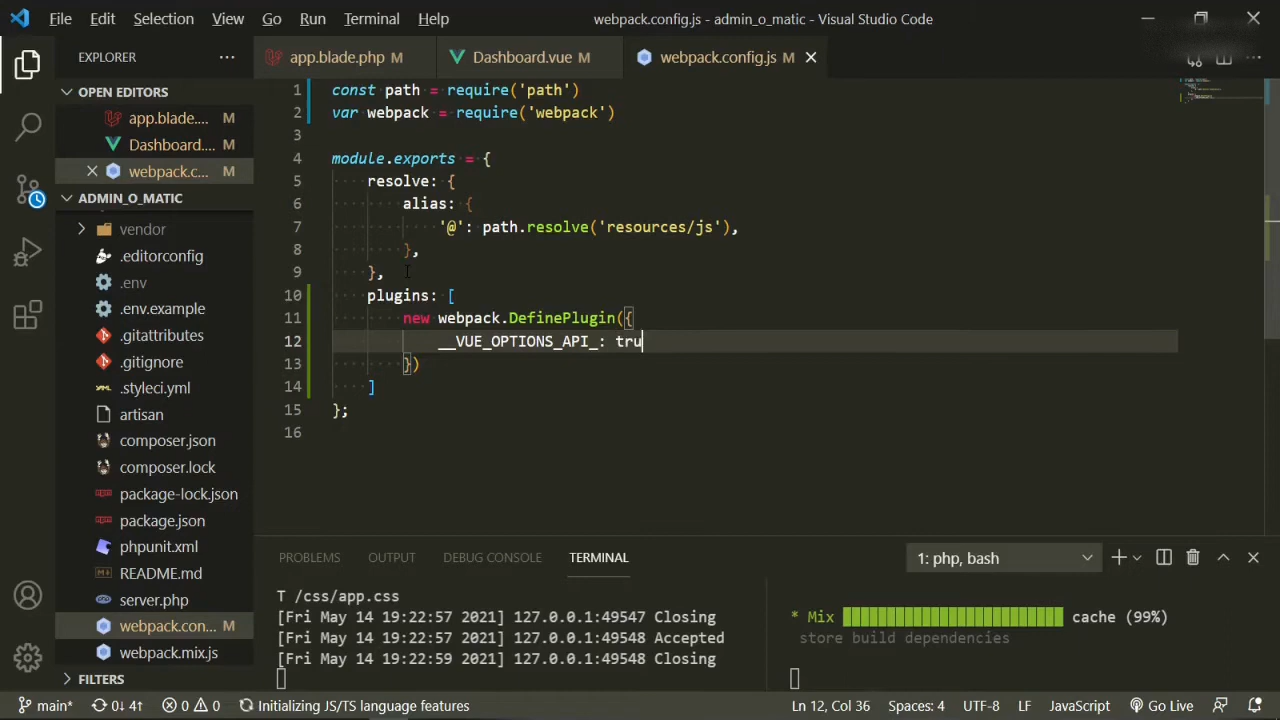 File Edit Selection View Go Run Terminal Help webpack.config.js - admin_o_matic - Visual Studio Code
EXPLORER ···
app.blade.php M Dashboard.vue M webpack.config.js M
OPEN EDITORS
app.blade.... M
Dashboard.... M
webpack.c... M
ADMIN_O_MATIC
vendor
.editorconfig
.env
.env.example
.gitattributes
.gitignore
.styleci.yml
artisan
composer.json
composer.lock
package-lock.json
package.json
phpunit.xml
README.md
server.php
webpack.con... M
webpack.mix.js
FILTERS
1 const path = require('path')
2 var webpack = require('webpack')
3
4 module.exports = {
5 resolve: {
6 alias: {
7 '@': path.resolve('resources/js'),
8 },
9 },
10 plugins: [
11 new webpack.DefinePlugin({
12 __VUE_OPTIONS_API_: tru
13 })
14 ]
15 };
16
PROBLEMS OUTPUT DEBUG CONSOLE TERMINAL 1: php, bash
T /css/app.css
[Fri May 14 19:22:57 2021] 127.0.0.1:49547 Closing
[Fri May 14 19:22:57 2021] 127.0.0.1:49548 Accepted
[Fri May 14 19:22:59 2021] 127.0.0.1:49548 Closing
* Mix cache (99%)
store build dependencies
main* 0↓ 4↑ 0 0 Initializing JS/TS language features Ln 12, Col 36 Spaces: 4 UTF-8 LF JavaScript Go Live